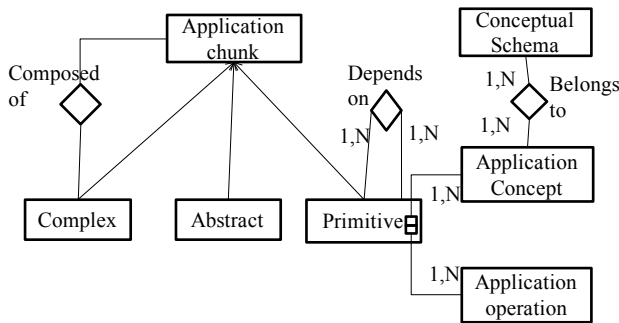 Application
chunk
Conceptual
Schema
Composed
of
Depends
on
1,N
Belongs
to
1,N
1,N
1,N
Application
Concept
1,N
Complex
Abstract
Primitive
1,N
Application
operation